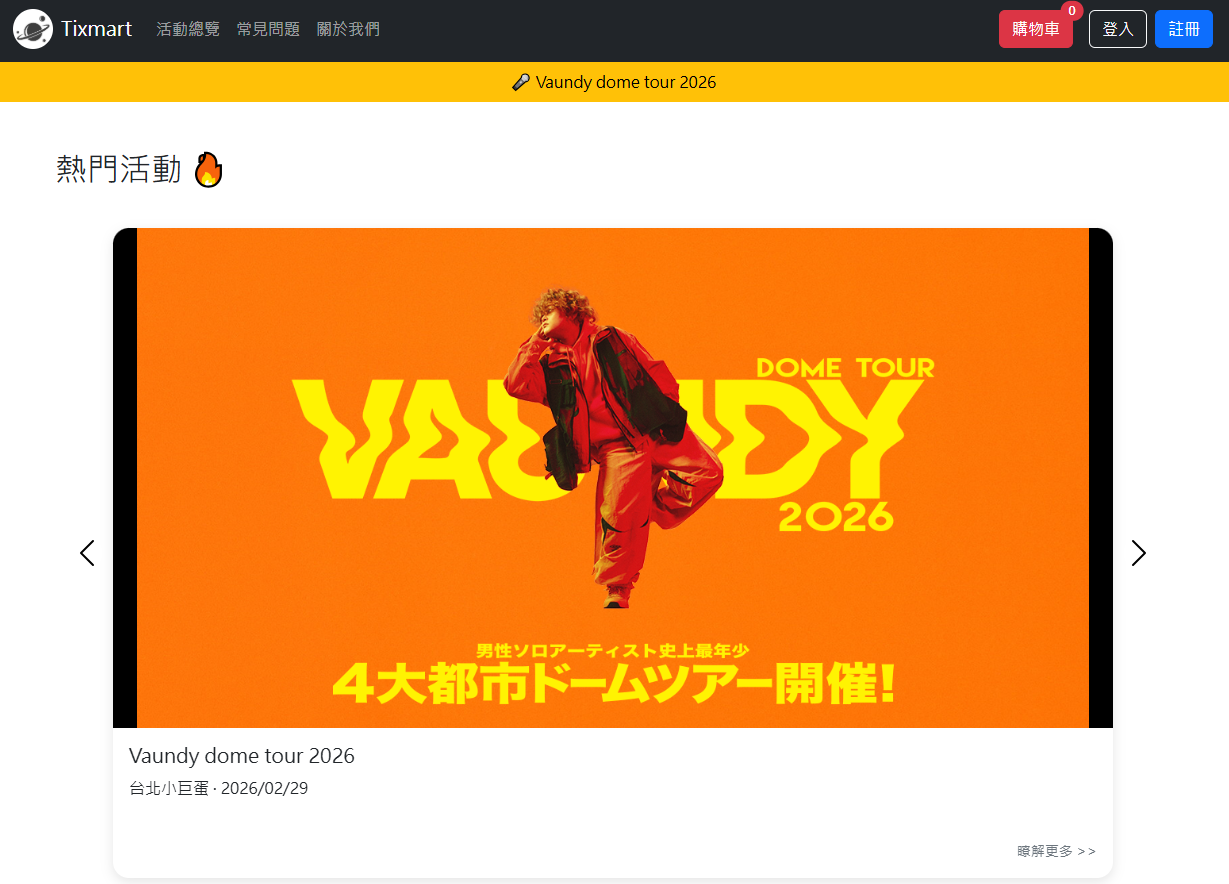 Tixmart 活動總覽 常見問題 關於我們 購物車 0 登入 註冊
Vaundy dome tour 2026
熱門活動
DOME TOUR
VAUNDY
2026
男性ソロアーティスト史上最年少
4大都市ドームツアー開催!
Vaundy dome tour 2026
台北小巨蛋 · 2026/02/29
瞭解更多 >>